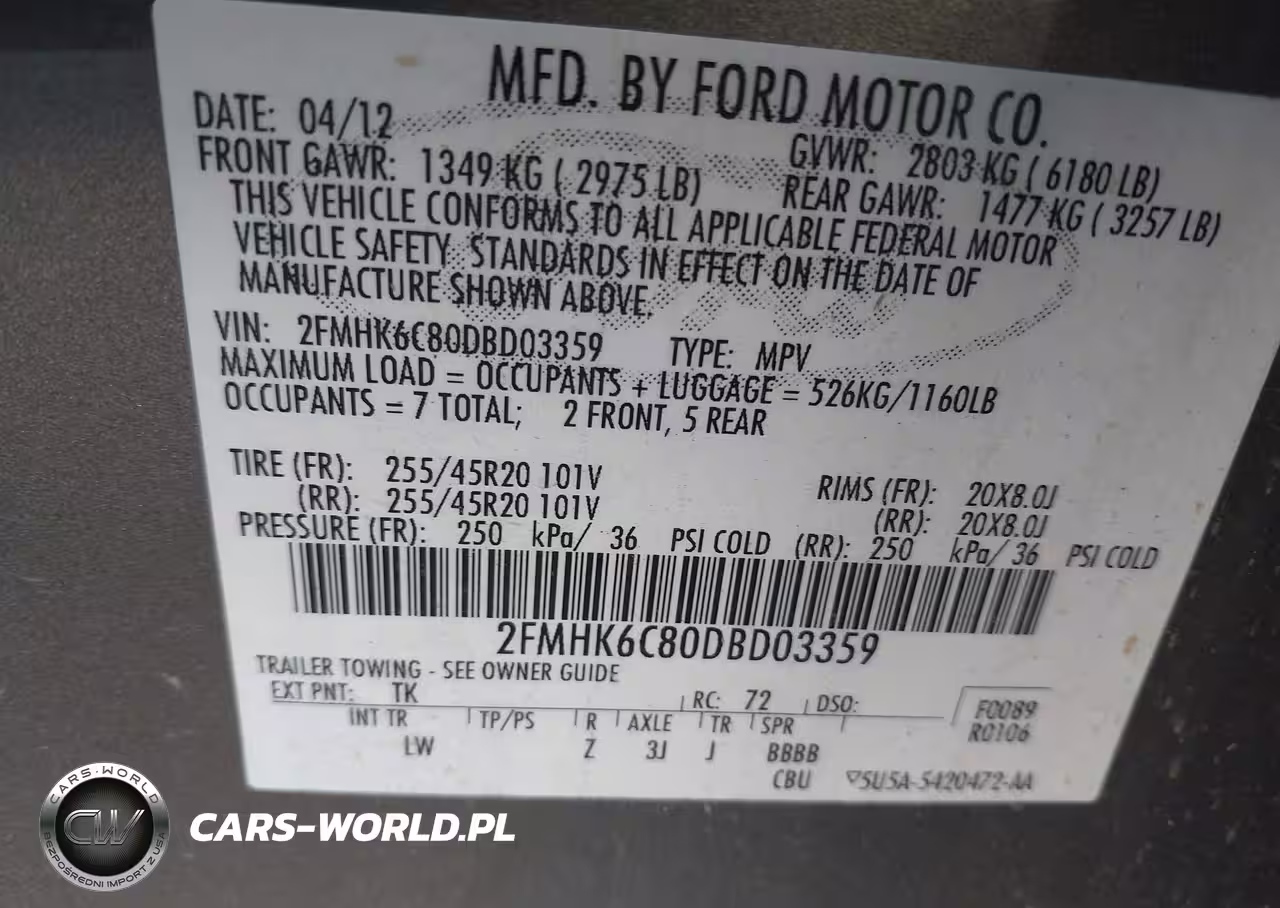 MFD. BY FORD MOTOR CO.
DATE: 04/12 GVWR: 2803 KG ( 6180 LB)
FRONT GAWR: 1349 KG ( 2975 LB) REAR GAWR: 1477 KG ( 3257 LB)
THIS VEHICLE CONFORMS TO ALL APPLICABLE FEDERAL MOTOR
VEHICLE SAFETY STANDARDS IN EFFECT ON THE DATE OF
MANUFACTURE SHOWN ABOVE.
VIN: 2FMHK6C80DBD03359 TYPE: MPV
MAXIMUM LOAD = OCCUPANTS + LUGGAGE = 526KG/1160LB
OCCUPANTS = 7 TOTAL; 2 FRONT, 5 REAR
TIRE (FR): 255/45R20 101V RIMS (FR): 20X8.0J
(RR): 255/45R20 101V (RR): 20X8.0J
PRESSURE (FR): 250 kPa/ 36 PSI COLD (RR): 250 kPa/ 36 PSI COLD
2FMHK6C80DBD03359
TRAILER TOWING - SEE OWNER GUIDE
EXT PNT: TK RC: 72 DSO: F0089
INT TR TP/PS R AXLE TR SPR R0106
LW Z 3J J BBBB
CBU 5U5A-5420472-AA
CARS-WORLD
CW
BEZPOŚREDNI IMPORT Z USA
CARS-WORLD.PL